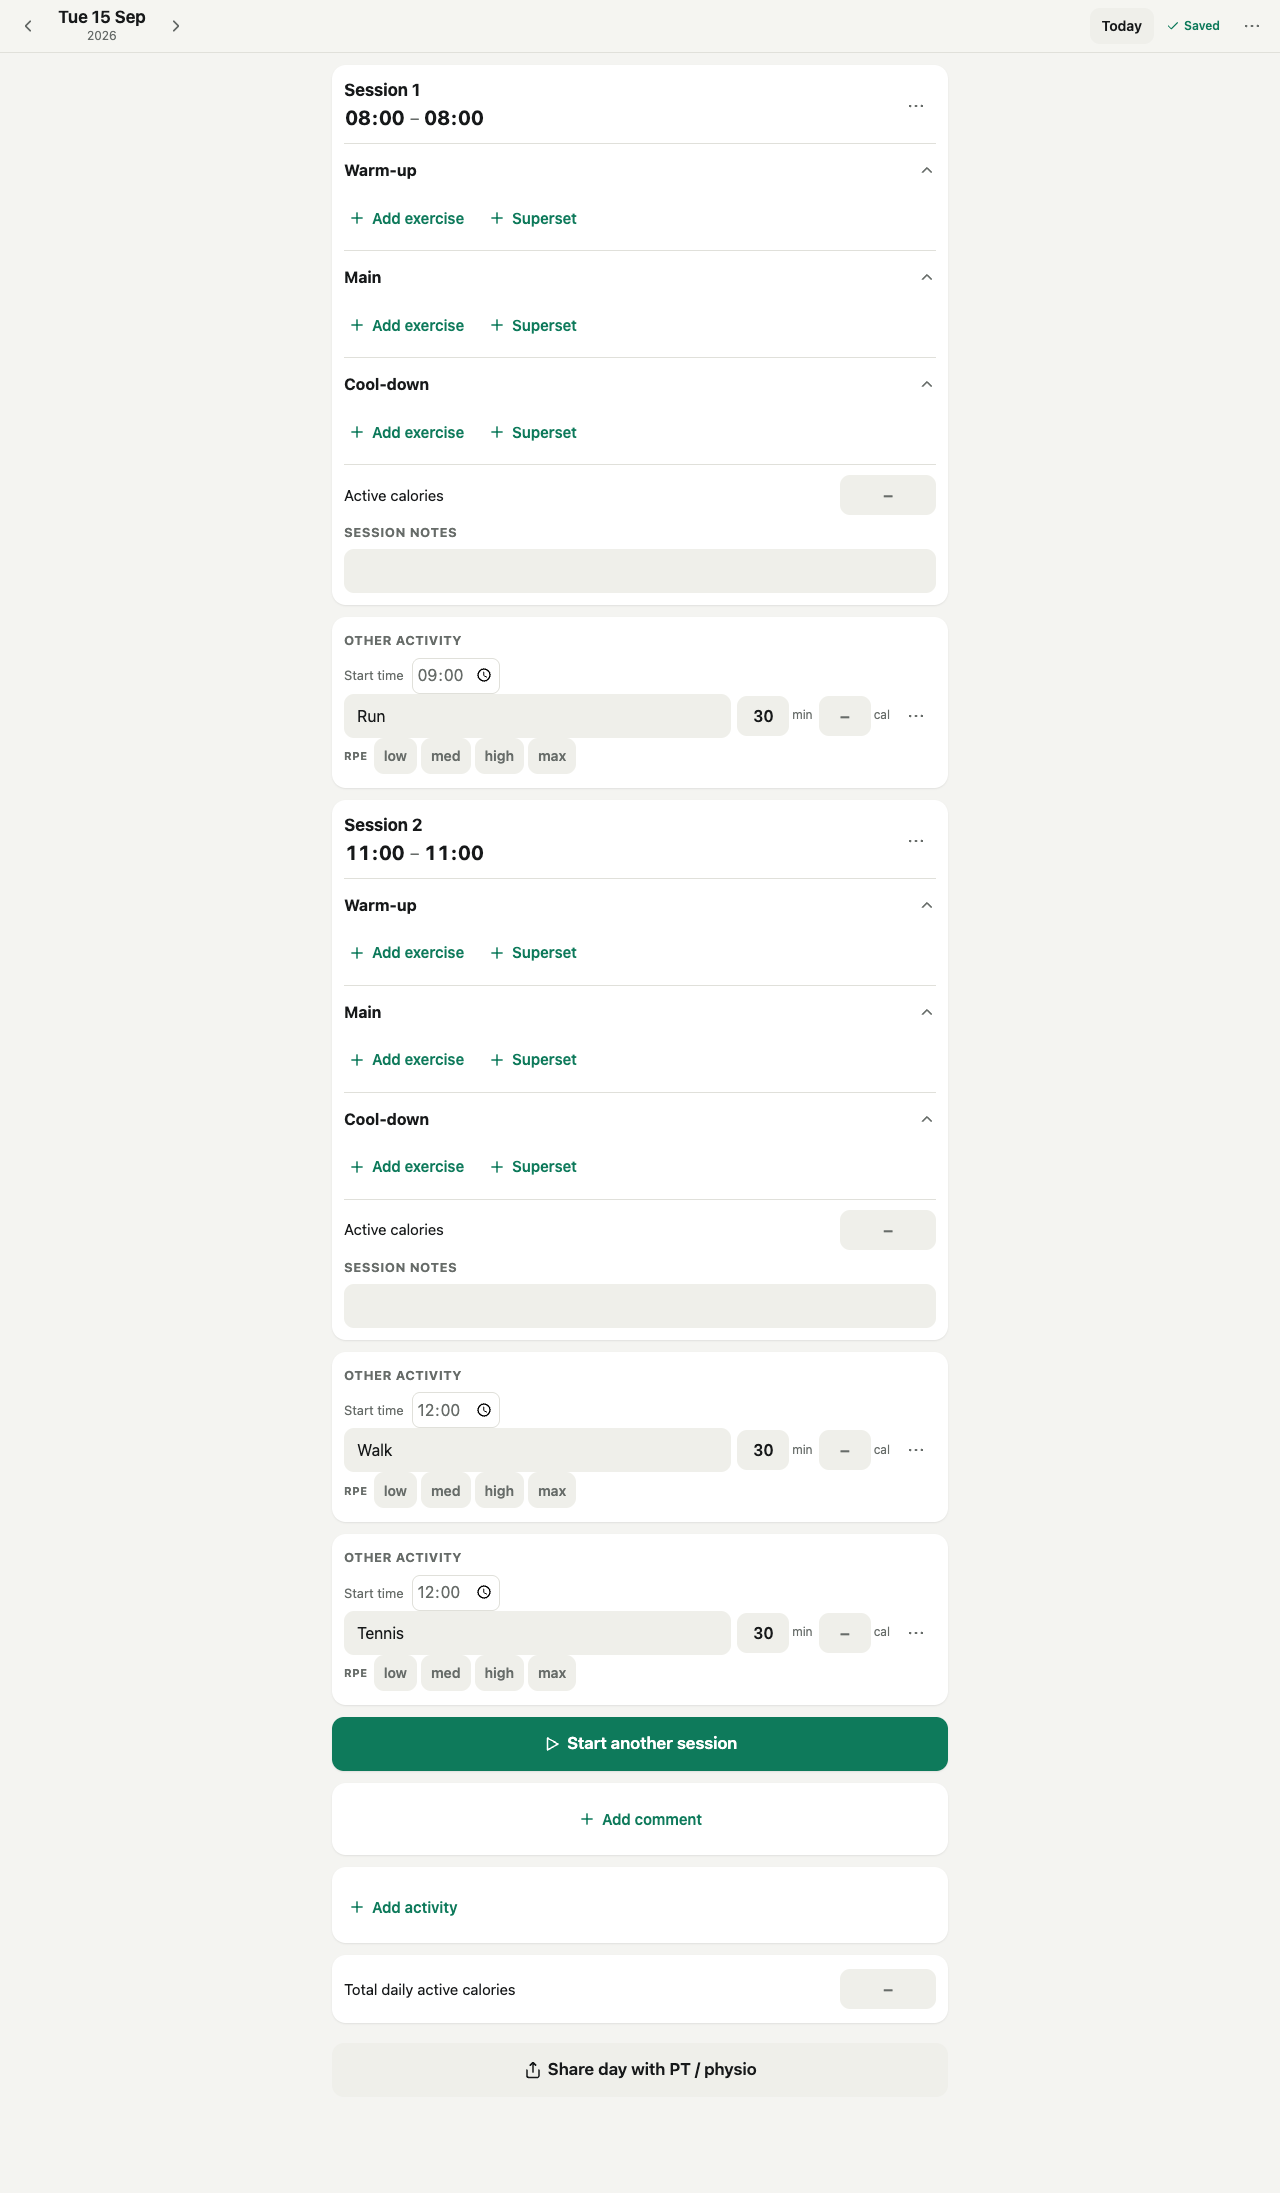 Tue 15 Sep
2026
Today
Saved
Session 1
08:00 – 08:00
Warm-up
Add exercise
Superset
Main
Add exercise
Superset
Cool-down
Add exercise
Superset
Active calories
–
SESSION NOTES
OTHER ACTIVITY
Start time 09:00
Run 30 min – cal
RPE low med high max
Session 2
11:00 – 11:00
Warm-up
Add exercise
Superset
Main
Add exercise
Superset
Cool-down
Add exercise
Superset
Active calories
–
SESSION NOTES
OTHER ACTIVITY
Start time 12:00
Walk 30 min – cal
RPE low med high max
OTHER ACTIVITY
Start time 12:00
Tennis 30 min – cal
RPE low med high max
Start another session
Add comment
Add activity
Total daily active calories
–
Share day with PT / physio